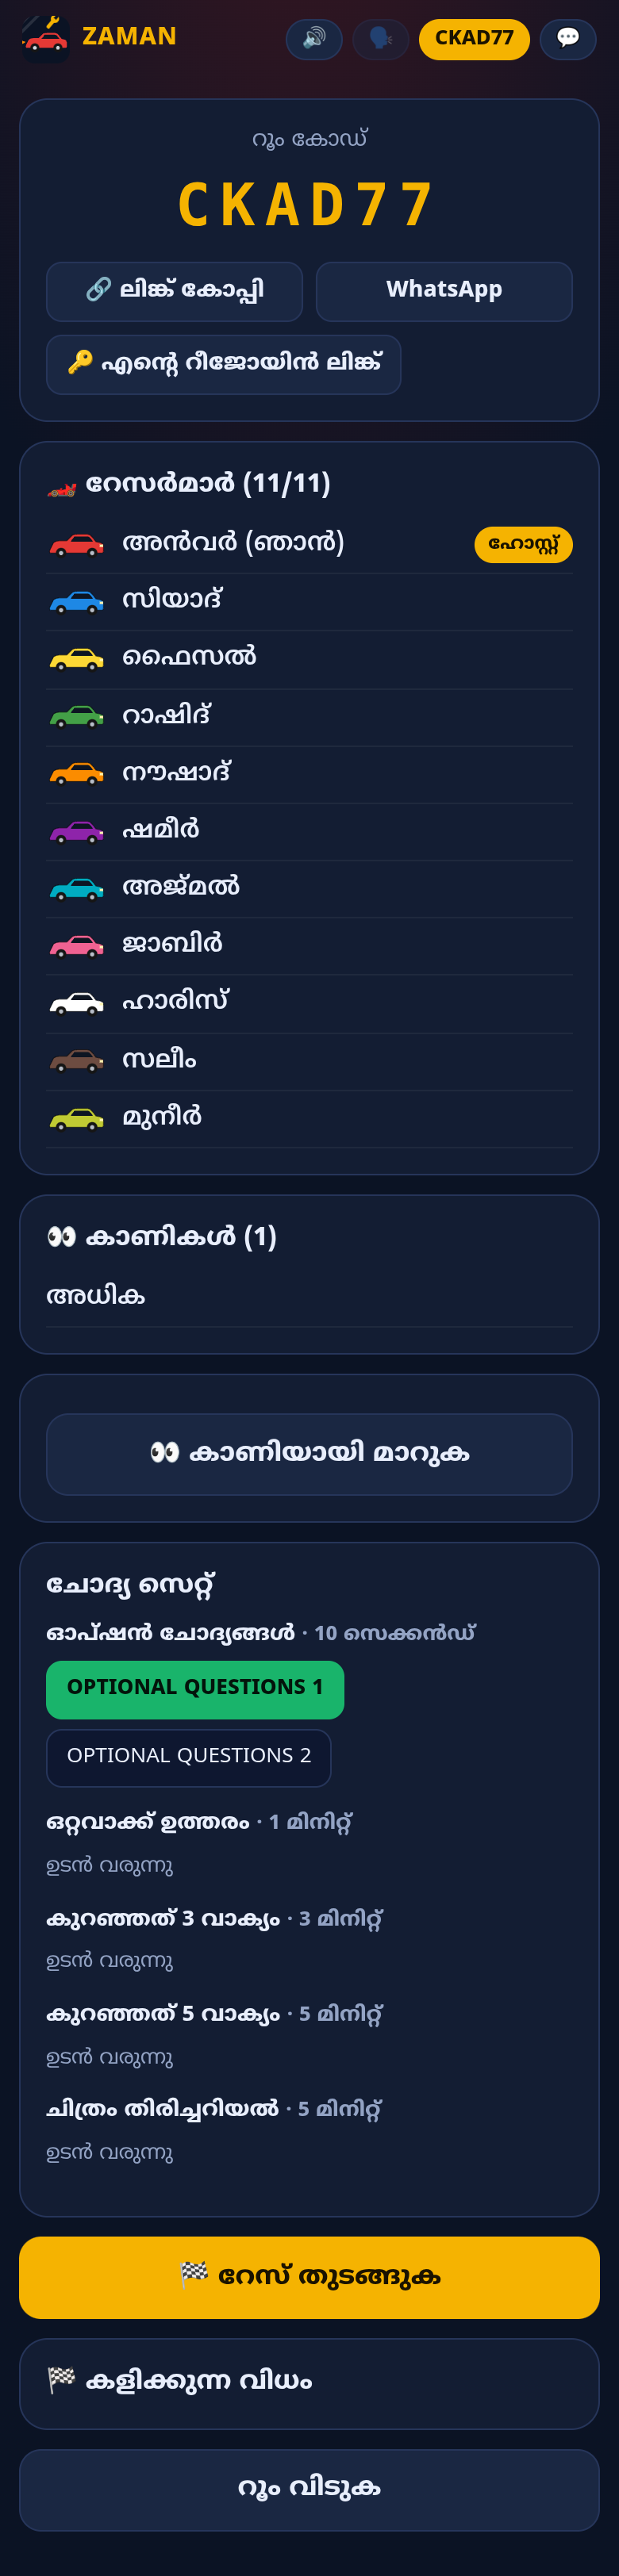 ZAMAN
CKAD77
റൂം കോഡ്
CKAD77
ലിങ്ക് കോപ്പി
WhatsApp
എന്റെ റീജോയിൻ ലിങ്ക്
റേസർമാർ (11/11)
അൻവർ (ഞാൻ)
ഹോസ്റ്റ്
സിയാദ്
ഫൈസൽ
റാഷിദ്
നൗഷാദ്
ഷമീർ
അജ്മൽ
ജാബിർ
ഹാരിസ്
സലീം
മുനീർ
കാണികൾ (1)
അധിക
കാണിയായി മാറുക
ചോദ്യ സെറ്റ്
ഓപ്ഷൻ ചോദ്യങ്ങൾ · 10 സെക്കൻഡ്
OPTIONAL QUESTIONS 1
OPTIONAL QUESTIONS 2
ഒറ്റവാക്ക് ഉത്തരം · 1 മിനിറ്റ്
ഉടൻ വരുന്നു
കുറഞ്ഞത് 3 വാക്യം · 3 മിനിറ്റ്
ഉടൻ വരുന്നു
കുറഞ്ഞത് 5 വാക്യം · 5 മിനിറ്റ്
ഉടൻ വരുന്നു
ചിത്രം തിരിച്ചറിയൽ · 5 മിനിറ്റ്
ഉടൻ വരുന്നു
റേസ് തുടങ്ങുക
കളിക്കുന്ന വിധം
റൂം വിടുക